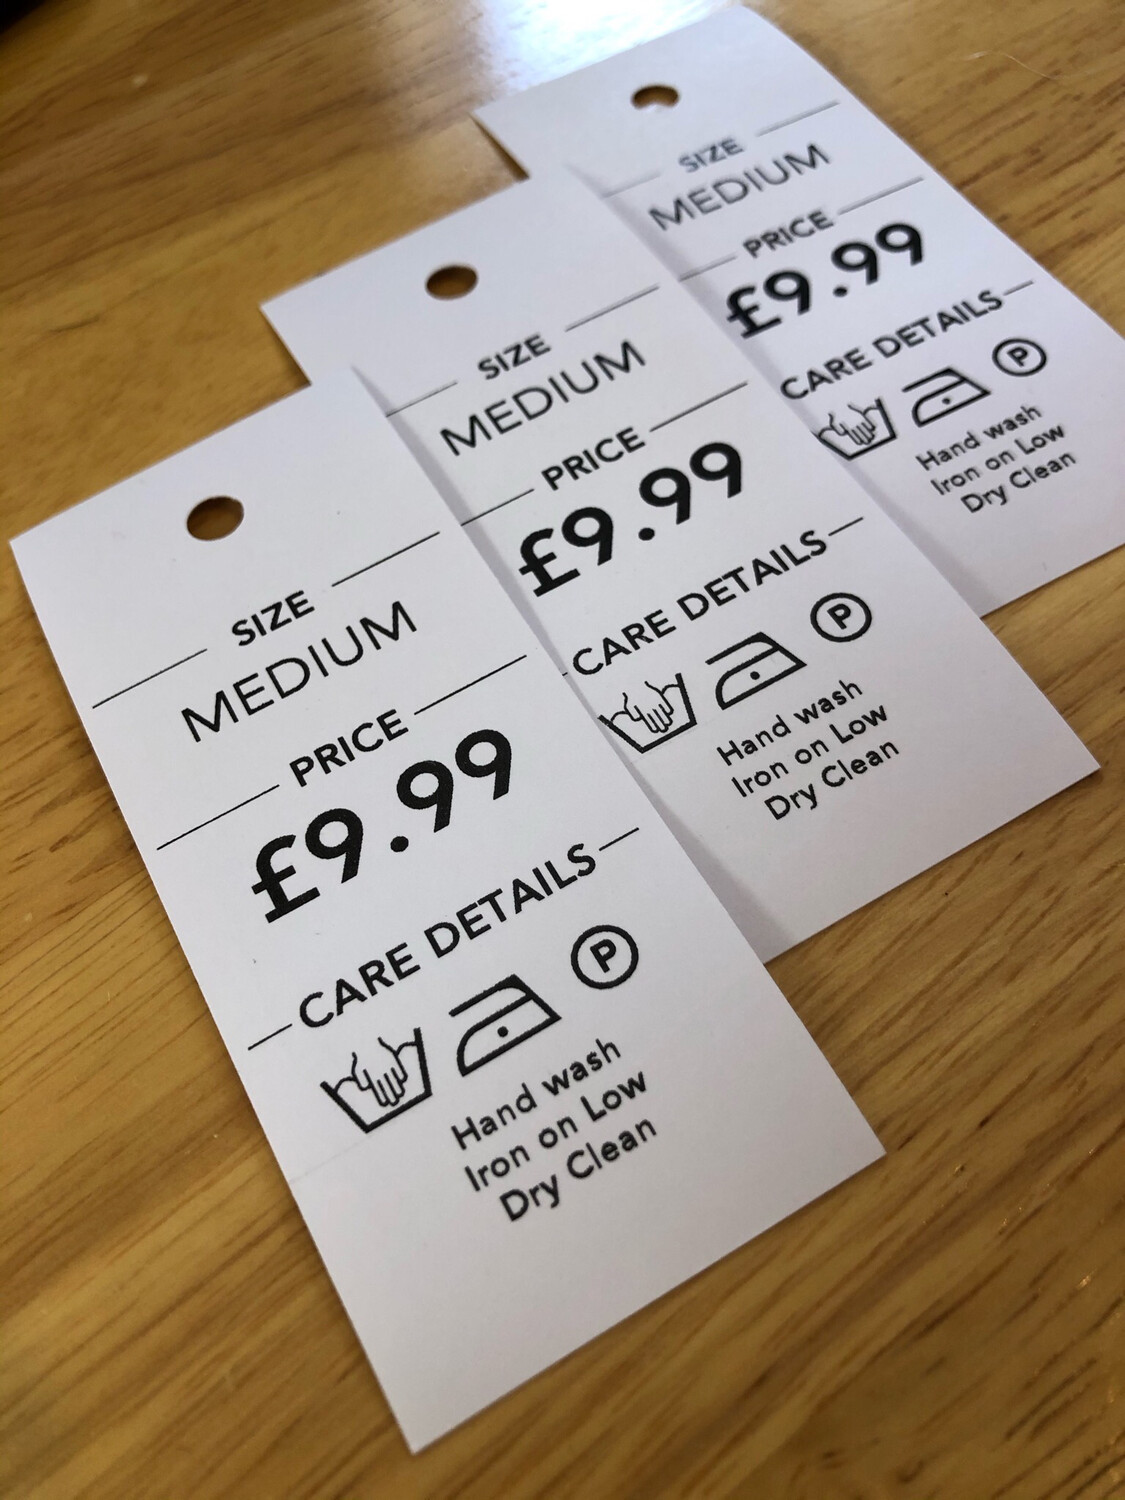 SIZE
MEDIUM
PRICE
£9.99
CARE DETAILS
P
Hand wash
Iron on Low
Dry Clean
SIZE
MEDIUM
PRICE
£9.99
CARE DETAILS
P
Hand wash
Iron on Low
Dry Clean
SIZE
MEDIUM
PRICE
£9.99
CARE DETAILS
P
Hand wash
Iron on Low
Dry Clean